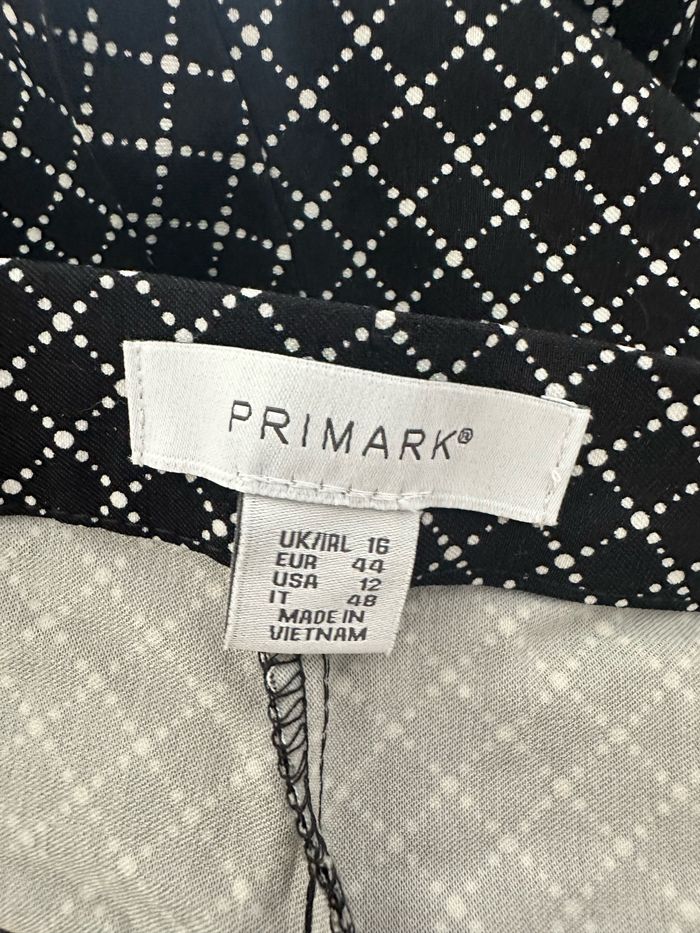 PRIMARK®
UK/IRL 16
EUR 44
USA 12
IT 48
MADE IN
VIETNAM